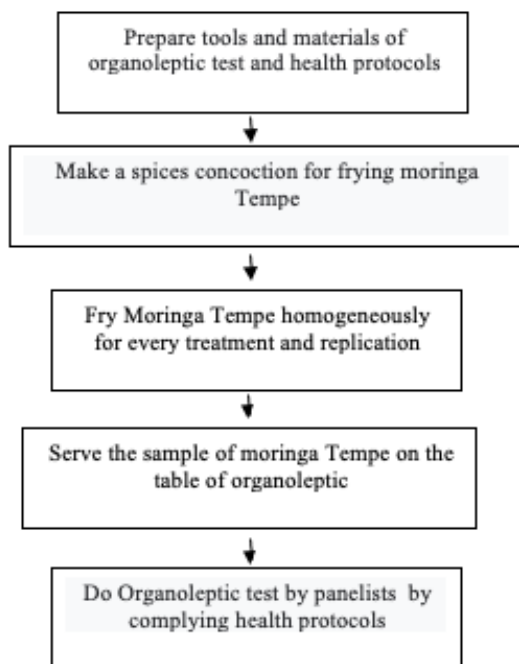 Prepare tools and materials of
organoleptic test and health protocols
Make a spices concoction for frying moringa
Tempe
Fry Moringa Tempe homogeneously
for every treatment and replication
Serve the sample of moringa Tempe on the
table of organoleptic
Do Organoleptic test by panelists by
complying health protocols